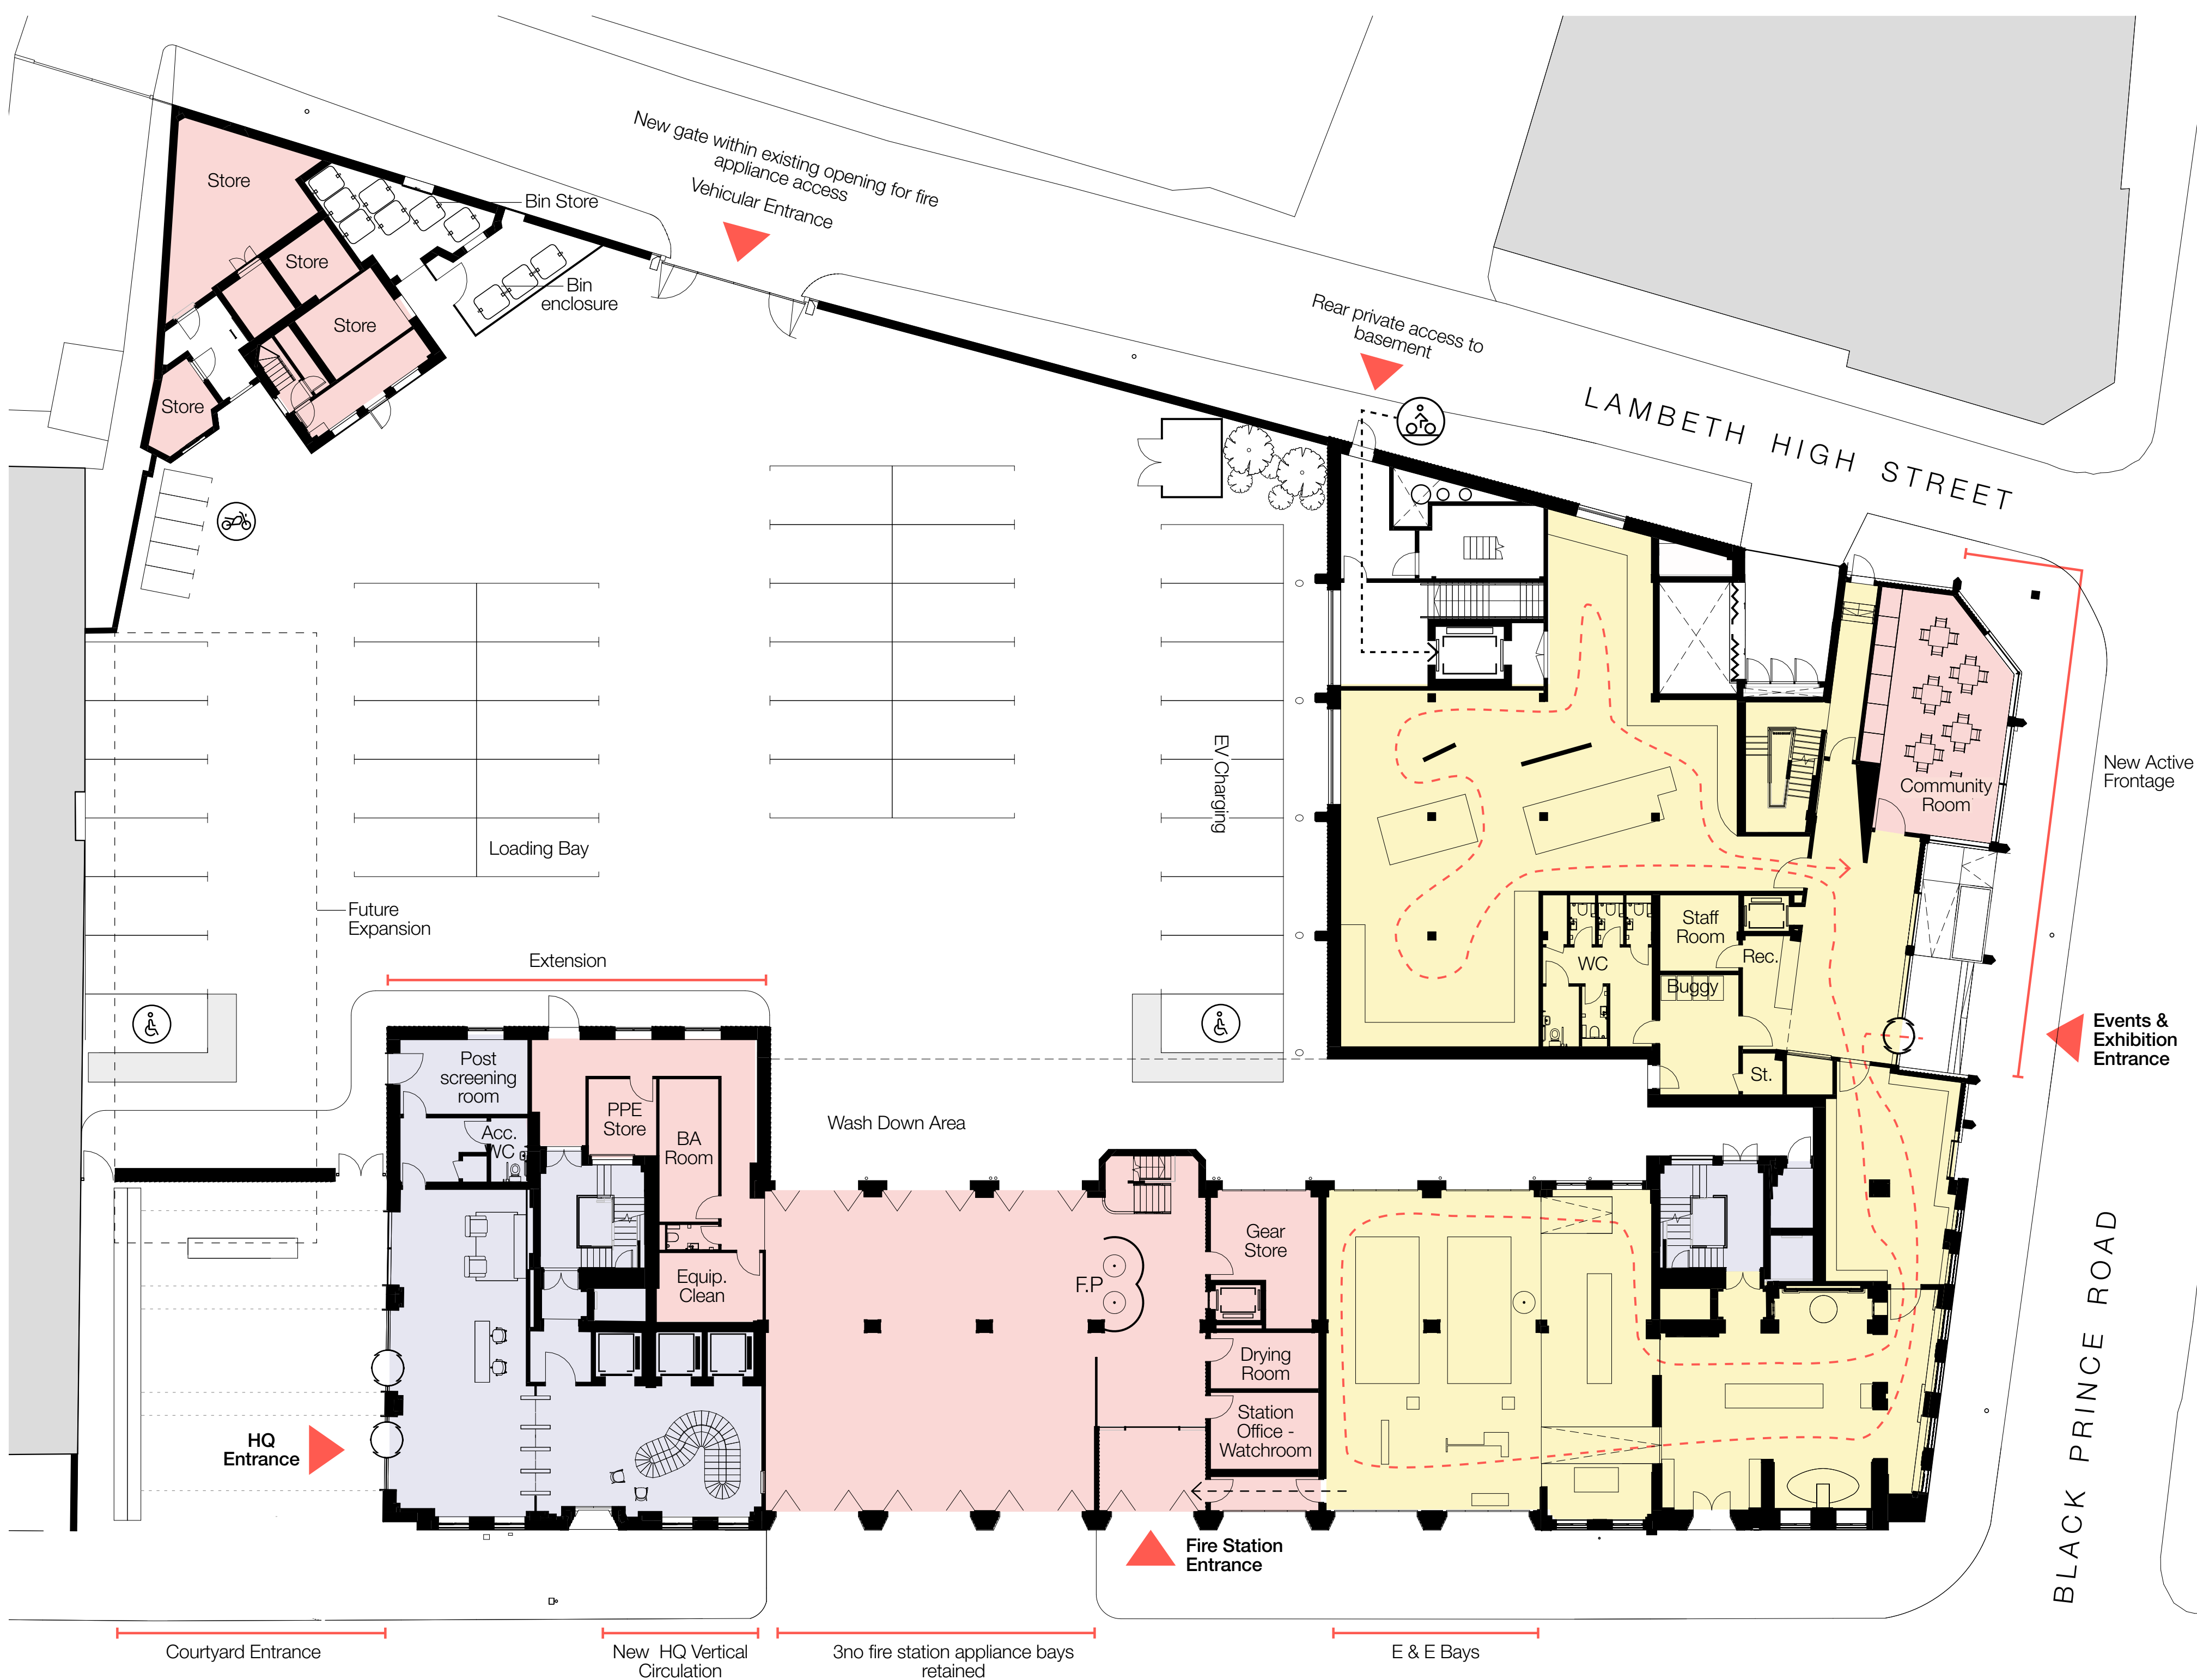 New gate within existing opening for fire
appliance access
Vehicular Entrance
Store
Bin Store
Store
Bin
enclosure
Store
Store
Rear private access to
basement
LAMBETH HIGH STREET
New Active
Frontage
Community
Room
EV Charging
Loading Bay
Future
Expansion
Extension
Staff
Room
WC
Rec.
Buggy
St.
Events &
Exhibition
Entrance
Post
screening
room
PPE
Store
Acc.
WC
BA
Room
Wash Down Area
Gear
Store
F.P
Equip.
Clean
Drying
Room
Station
Office -
Watchroom
HQ
Entrance
Fire Station
Entrance
BLACK PRINCE ROAD
Courtyard Entrance
New HQ Vertical
Circulation
3no fire station appliance bays
retained
E & E Bays